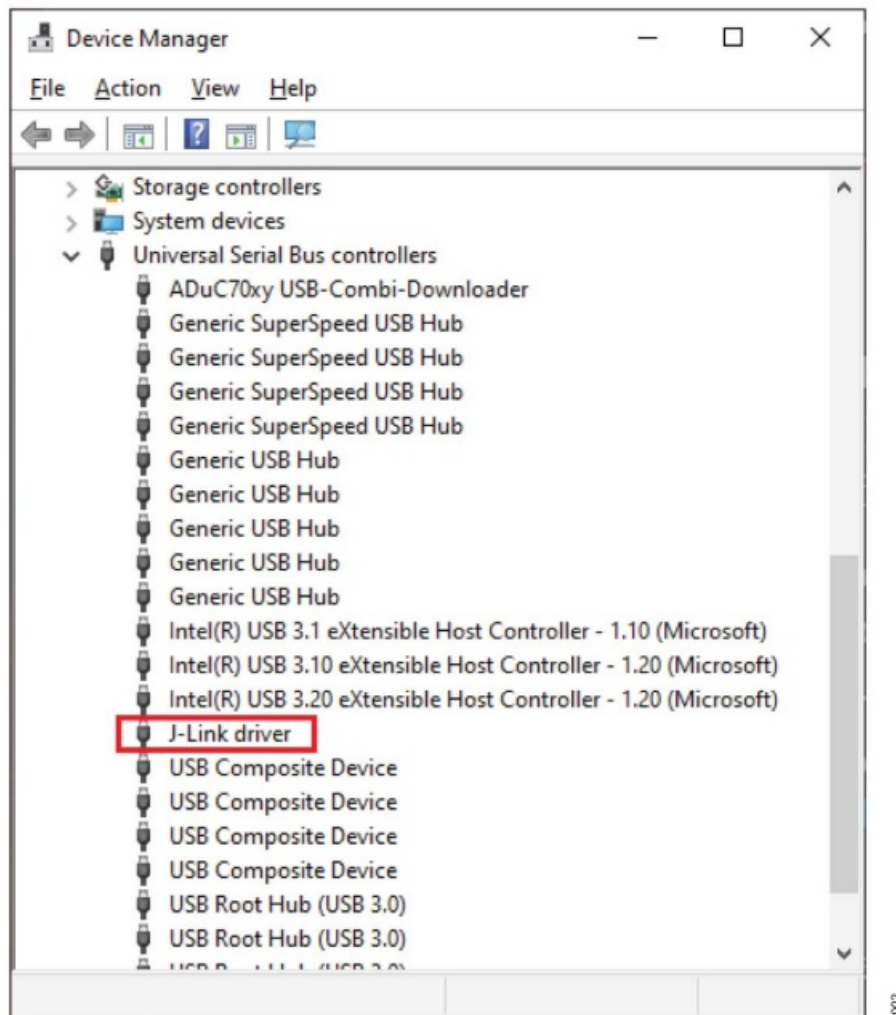 Device Manager
File Action View Help
Storage controllers
System devices
Universal Serial Bus controllers
ADuC70xy USB-Combi-Downloader
Generic SuperSpeed USB Hub
Generic SuperSpeed USB Hub
Generic SuperSpeed USB Hub
Generic SuperSpeed USB Hub
Generic USB Hub
Generic USB Hub
Generic USB Hub
Generic USB Hub
Generic USB Hub
Intel(R) USB 3.1 eXtensible Host Controller - 1.10 (Microsoft)
Intel(R) USB 3.10 eXtensible Host Controller - 1.20 (Microsoft)
Intel(R) USB 3.20 eXtensible Host Controller - 1.20 (Microsoft)
J-Link driver
USB Composite Device
USB Composite Device
USB Composite Device
USB Composite Device
USB Root Hub (USB 3.0)
USB Root Hub (USB 3.0)